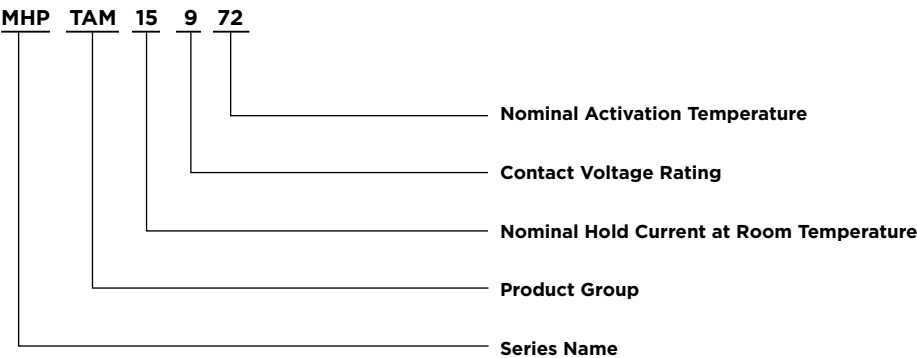 MHP TAM 15 9 72
Nominal Activation Temperature
Contact Voltage Rating
Nominal Hold Current at Room Temperature
Product Group
Series Name